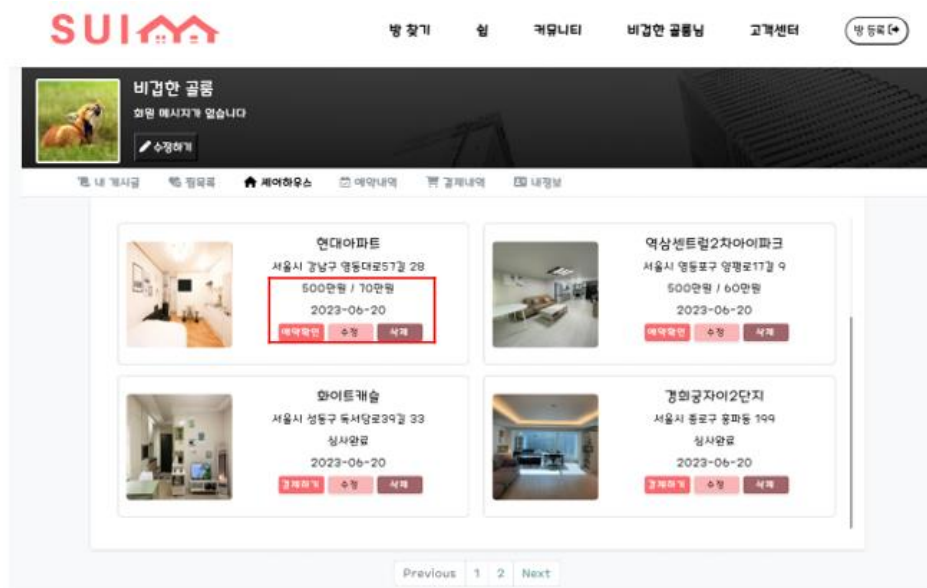 SUIM
방 찾기 쉼 커뮤니티 비겁한 골룸님 고객센터 방 등록
비겁한 골룸
회원 메시지가 없습니다
수정하기
내 게시글 찜목록 셰어하우스 예약내역 결제내역 내정보
현대아파트
서울시 강남구 영동대로57길 28
500만원 / 70만원
2023-06-20
예약확인 수정 삭제
역삼센트럴2차아이파크
서울시 영등포구 양평로17길 9
500만원 / 60만원
2023-06-20
예약확인 수정 삭제
화이트캐슬
서울시 성동구 독서당로39길 33
심사완료
2023-06-20
결제하기 수정 삭제
경희궁자이2단지
서울시 종로구 홍파동 199
심사완료
2023-06-20
결제하기 수정 삭제
Previous 1 2 Next